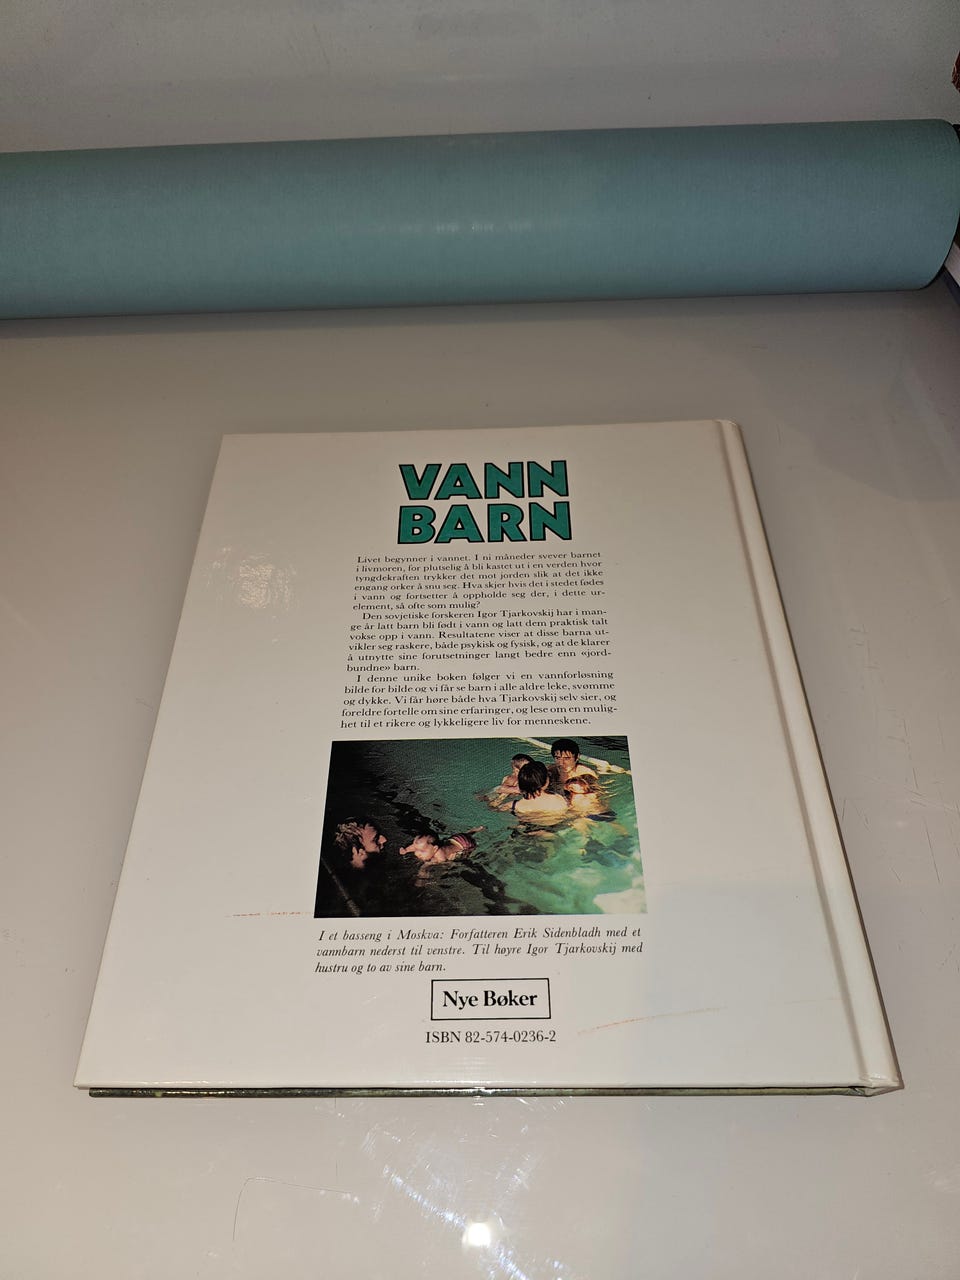 VANN
BARN
Livet begynner i vannet. I ni måneder svever barnet
i livmoren, for plutselig å bli kastet ut i en verden hvor
tyngdekraften trykker det mot jorden slik at det ikke
engang orker å snu seg. Hva skjer hvis det i stedet fødes
i vann og fortsetter å oppholde seg der, i dette ur-
element, så ofte som mulig?
Den sovjetiske forskeren Igor Tjarkovskij har i man-
ge år latt barn bli født i vann og latt dem praktisk talt
vokse opp i vann. Resultatene viser at disse barna ut-
vikler seg raskere, både psykisk og fysisk, og at de klarer
å utnytte sine forutsetninger langt bedre enn «jord-
bundne» barn.
I denne unike boken følger vi en vannforløsning
bilde for bilde og vi får se barn i alle aldre leke, svømme
og dykke. Vi får høre både hva Tjarkovskij selv sier, og
foreldre fortelle om sine erfaringer, og lese om en mulig-
het til et rikere og lykkeligere liv for menneskene.
I et basseng i Moskva: Forfatteren Erik Sidenbladh med et
vannbarn nederst til venstre. Til høyre Igor Tjarkovskij med
hustru og to av sine barn.
Nye Bøker
ISBN 82-574-0236-2